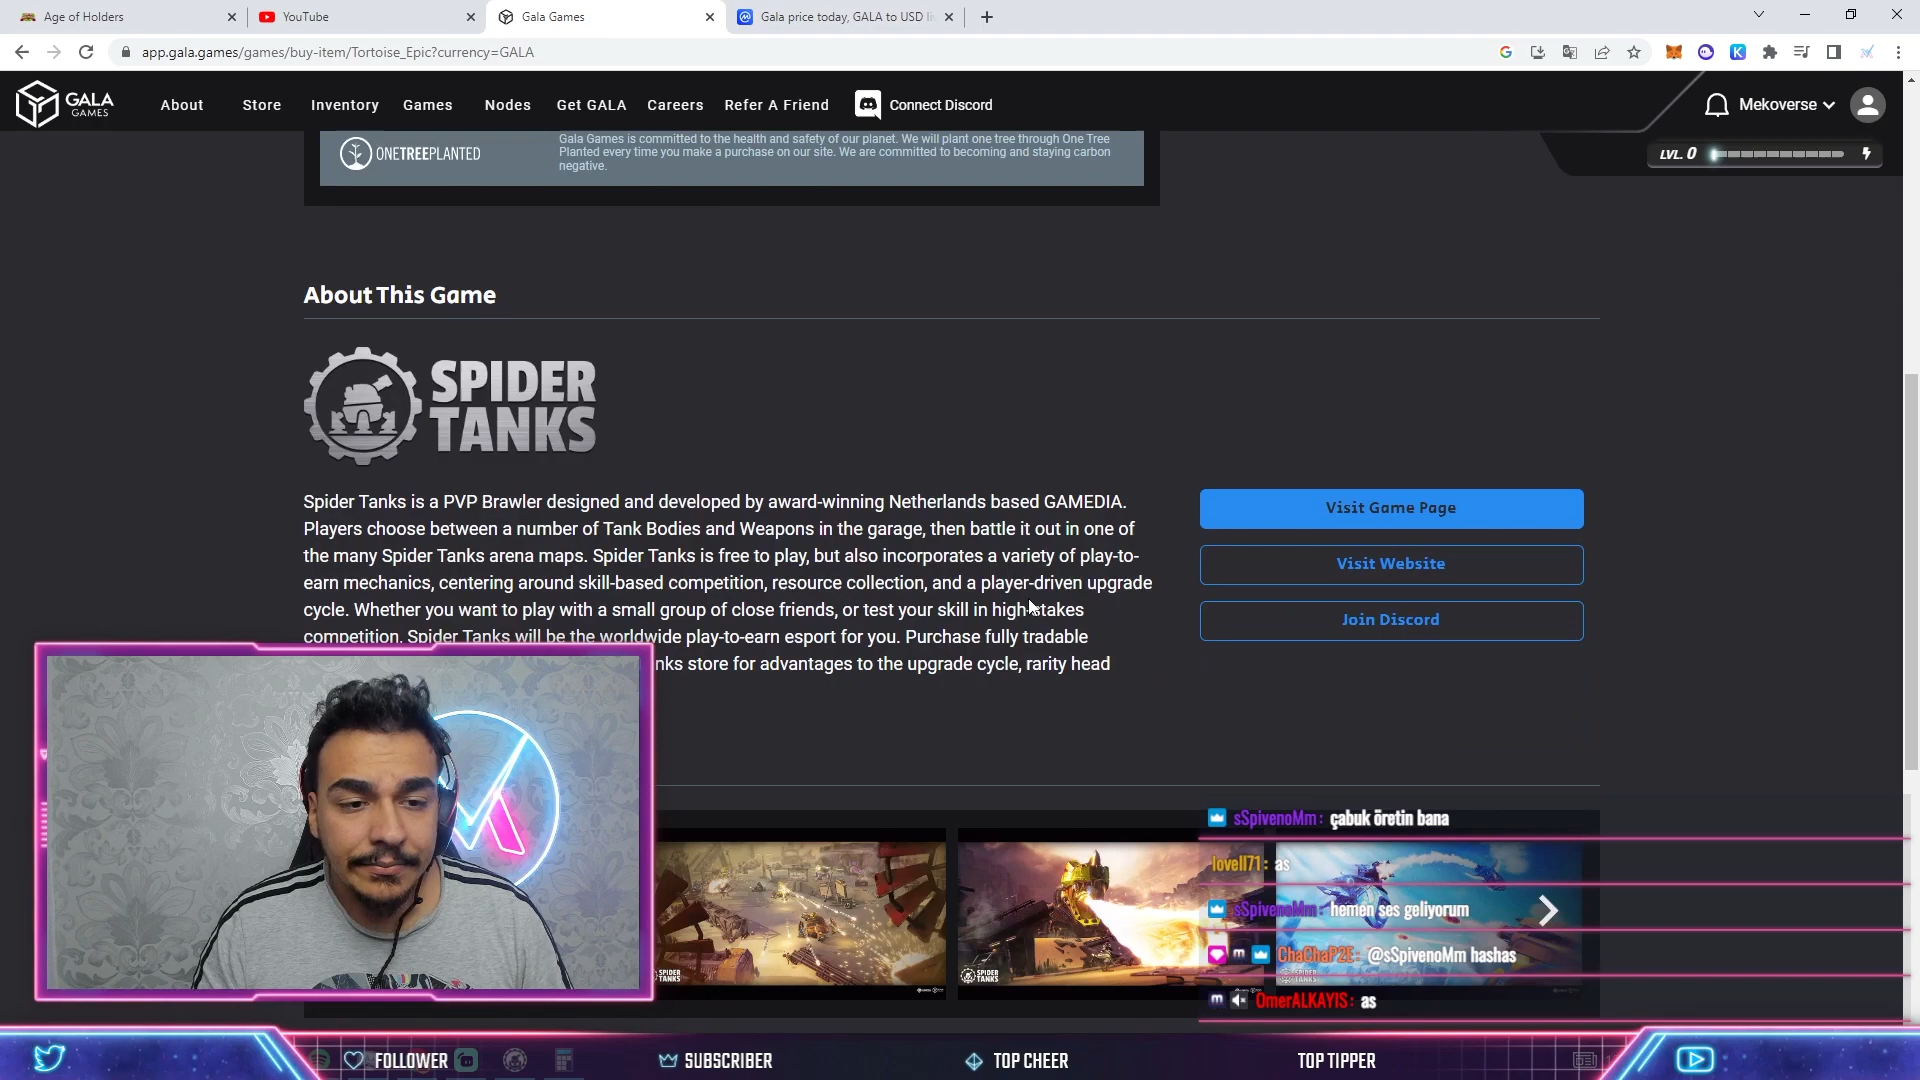 Age of Holders
YouTube
Gala Games
Gala price today, GALA to USD li
app.gala.games/games/buy-item/Tortoise_Epic?currency=GALA
GALA
GAMES
About
Store
Inventory
Games
Nodes
Get GALA
Careers
Refer A Friend
Connect Discord
Mekoverse
LVL. 0
ONETREEPLANTED
Gala Games is committed to the health and safety of our planet. We will plant one tree through One Tree
Planted every time you make a purchase on our site. We are committed to becoming and staying carbon
negative.
About This Game
SPIDER
TANKS
Spider Tanks is a PVP Brawler designed and developed by award-winning Netherlands based GAMEDIA.
Players choose between a number of Tank Bodies and Weapons in the garage, then battle it out in one of
the many Spider Tanks arena maps. Spider Tanks is free to play, but also incorporates a variety of play-to-
earn mechanics, centering around skill-based competition, resource collection, and a player-driven upgrade
cycle. Whether you want to play with a small group of close friends, or test your skill in high-stakes
competition. Spider Tanks will be the worldwide play-to-earn esport for you. Purchase fully tradable
nks store for advantages to the upgrade cycle, rarity head
Visit Game Page
Visit Website
Join Discord
sSpivenoMm: çabuk öretin bana
lovell71: as
sSpivenoMm: hemen ses geliyorum
ChaChaP2E: @sSpivenoMm hashas
OmerALKAYIS: as
SPIDER
TANKS
SPIDER
TANKS
FOLLOWER
SUBSCRIBER
TOP CHEER
TOP TIPPER